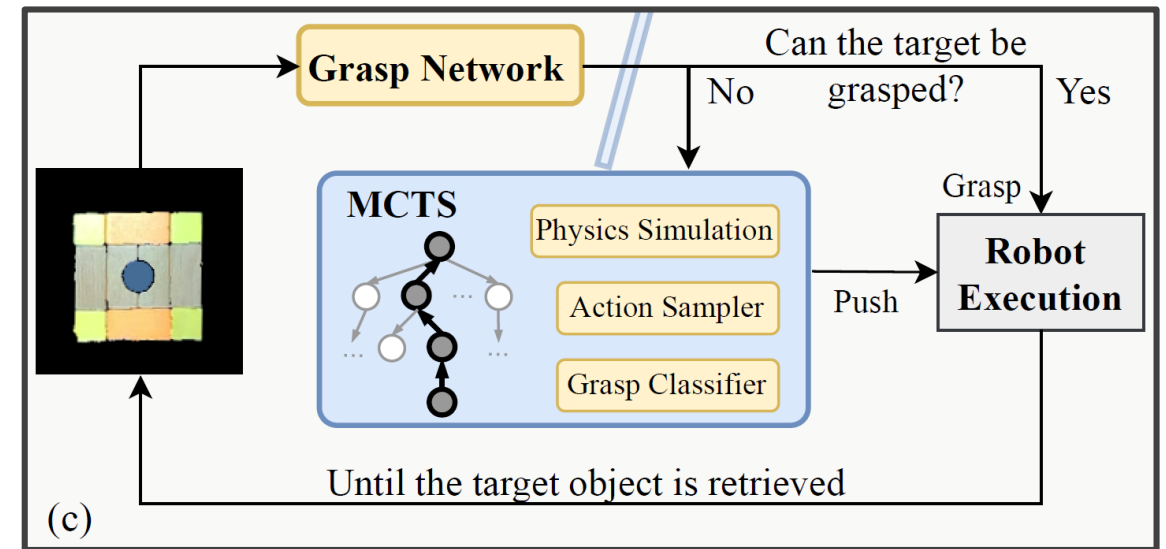 Grasp Network
Can the target be
grasped?
No
Yes
MCTS
Physics Simulation
Action Sampler
Grasp Classifier
...
...
...
Grasp
Push
Robot
Execution
Until the target object is retrieved
(c)